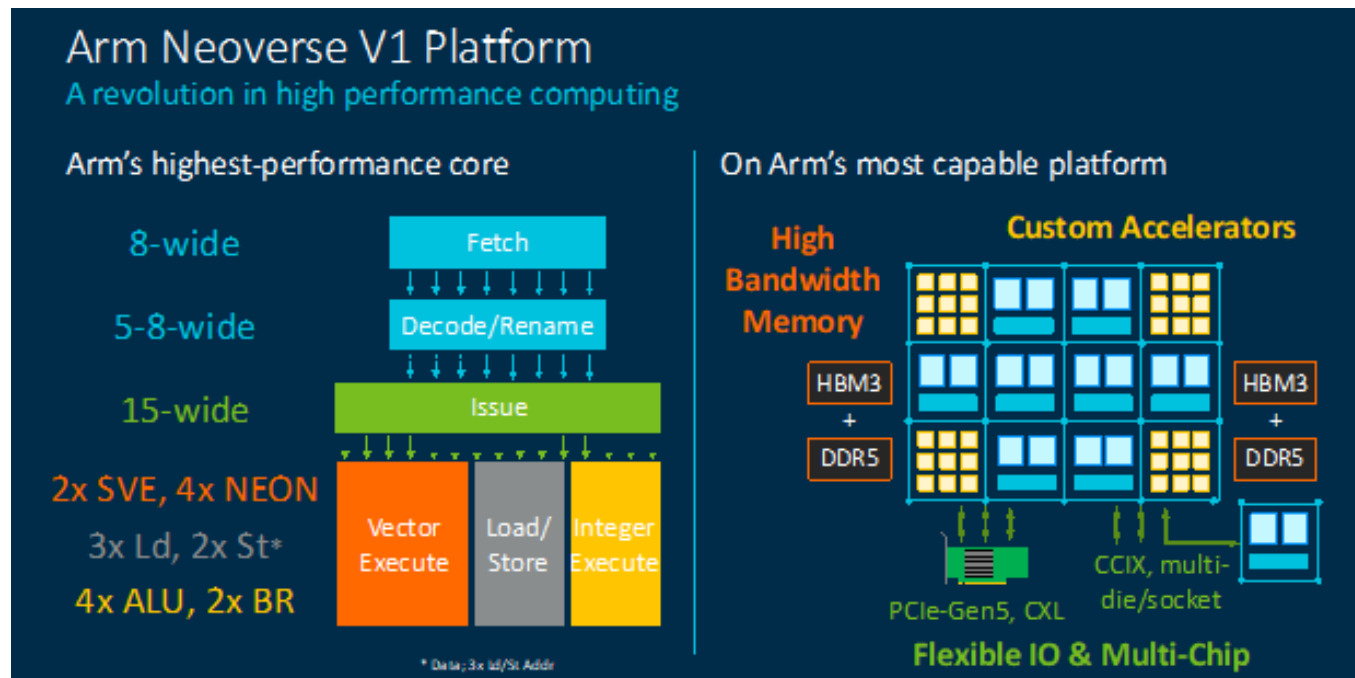 Arm Neoverse V1 Platform
A revolution in high performance computing
Arm's highest-performance core
8-wide
Fetch
5-8-wide
Decode/Rename
15-wide
Issue
2x SVE, 4x NEON
3x Ld, 2x St*
4x ALU, 2x BR
Vector
Execute
Load/
Store
Integer
Execute
* Data; 3x Ld/St Addr
On Arm's most capable platform
High
Bandwidth
Memory
Custom Accelerators
HBM3
+
DDR5
HBM3
+
DDR5
PCIe-Gen5, CXL
CCIX, multi-
die/socket
Flexible IO & Multi-Chip